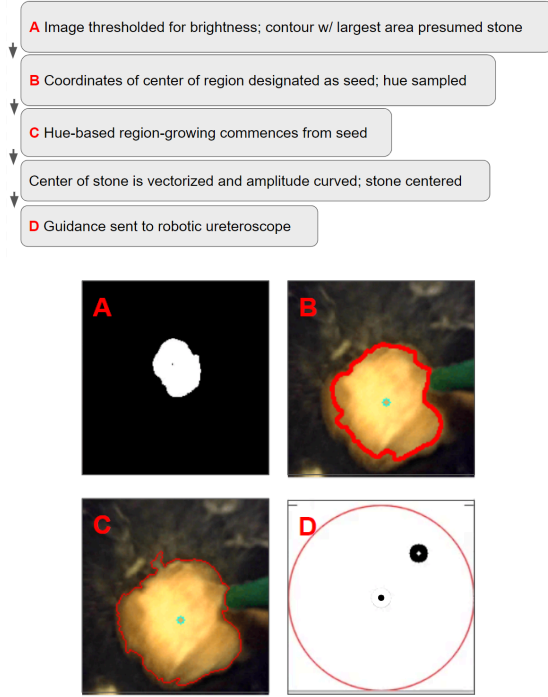 A Image thresholded for brightness; contour w/ largest area presumed stone
B Coordinates of center of region designated as seed; hue sampled
C Hue-based region-growing commences from seed
Center of stone is vectorized and amplitude curved; stone centered
D Guidance sent to robotic ureteroscope
A
B
C
D